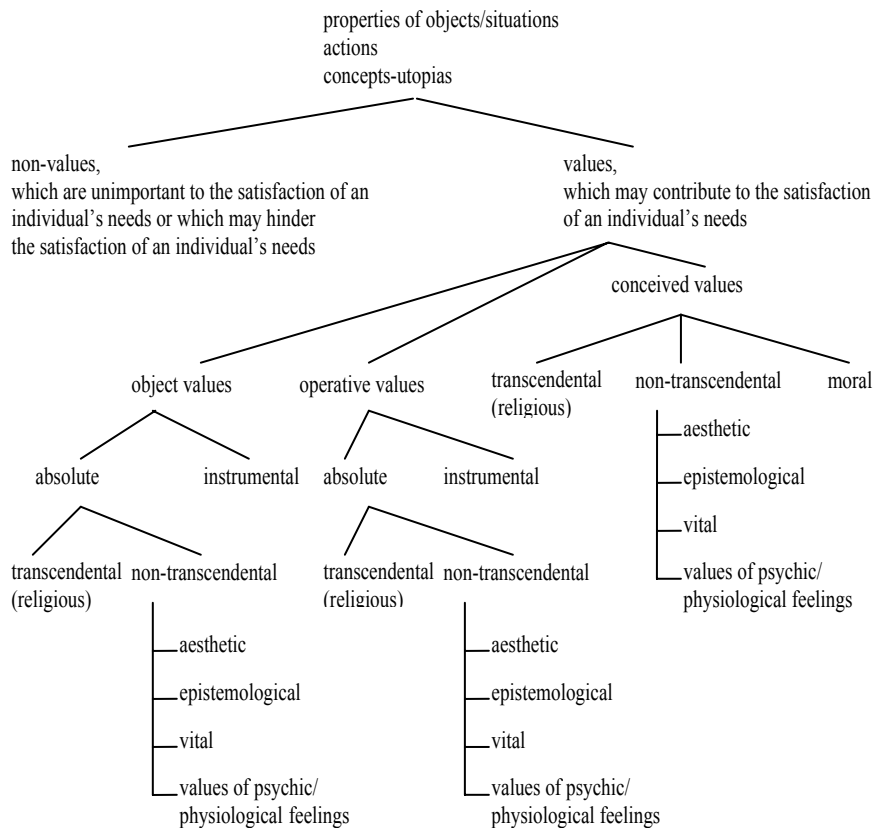 properties of objects/situations
actions
concepts-utopias
non-values,
which are unimportant to the satisfaction of an
individual's needs or which may hinder
the satisfaction of an individual's needs
values,
which may contribute to the satisfaction
of an individual's needs
conceived values
object values
operative values
transcendental
(religious)
non-transcendental
moral
aesthetic
epistemological
vital
values of psychic/
physiological feelings
absolute
instrumental
absolute
instrumental
transcendental
(religious)
non-transcendental
transcendental
(religious)
non-transcendental
aesthetic
epistemological
vital
values of psychic/
physiological feelings
aesthetic
epistemological
vital
values of psychic/
physiological feelings